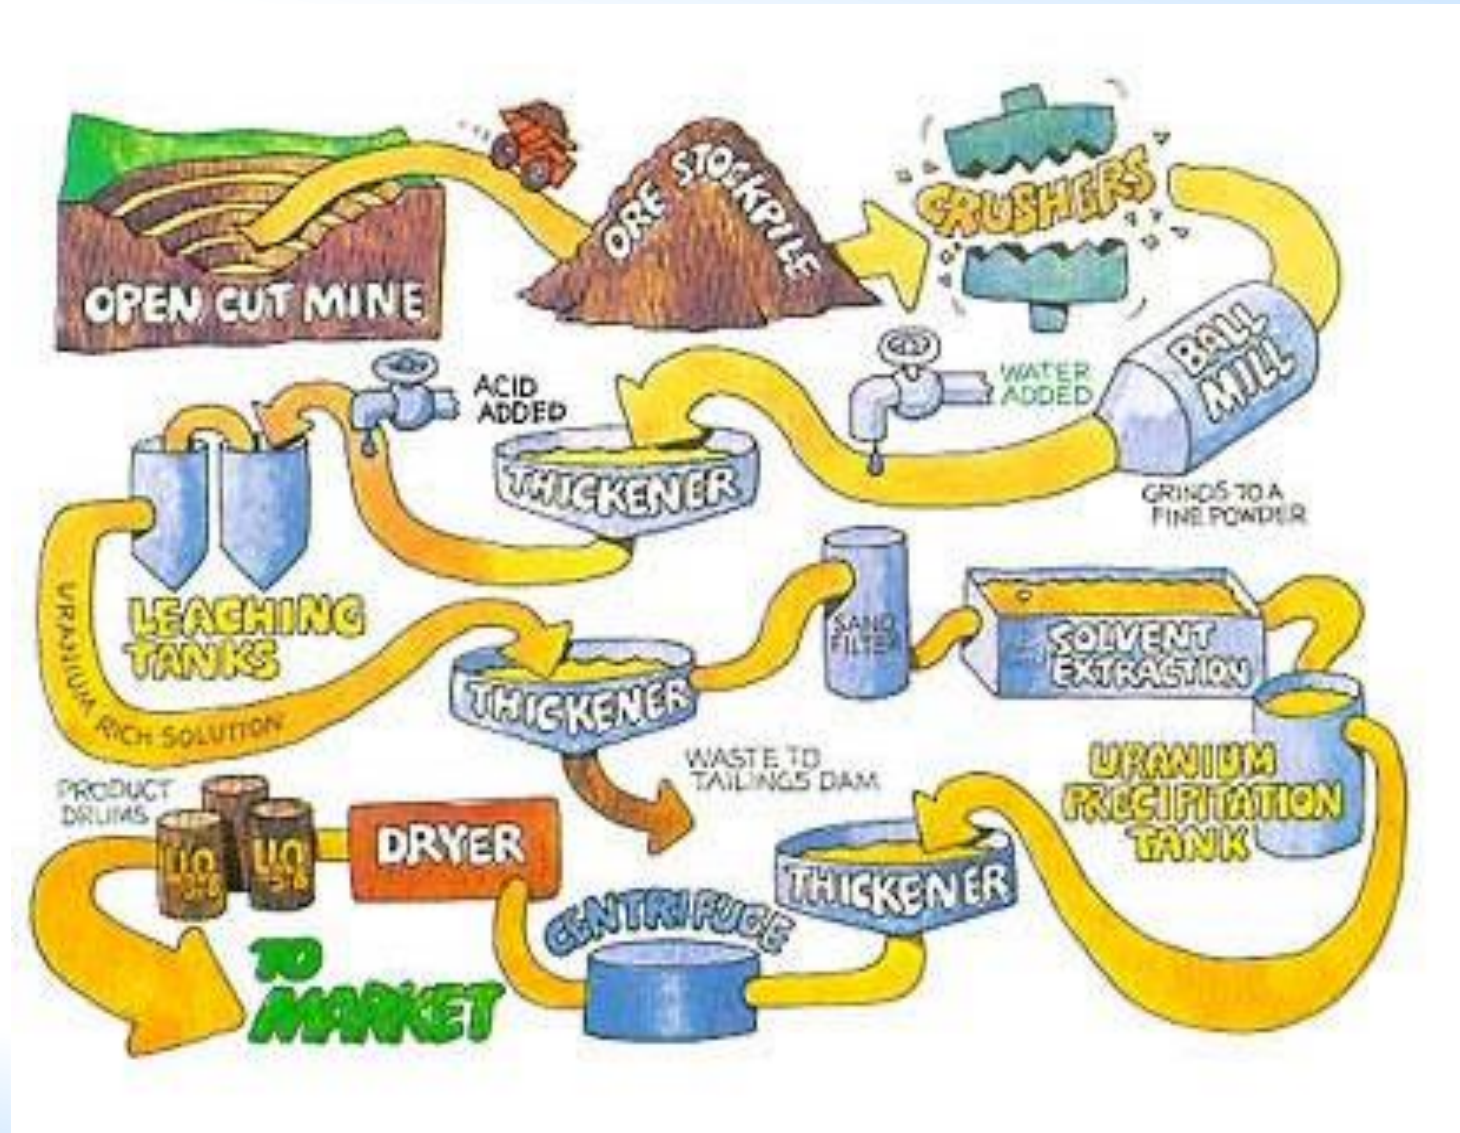 OPEN CUT MINE
ORE STOCKPILE
CRUSHERS
BALL
MILL
GRINDS TO A
FINE POWDER
WATER
ADDED
THICKENER
ACID
ADDED
LEACHING
TANKS
URANIUM RICH SOLUTION
THICKENER
WASTE TO
TAILINGS DAM
SAND
FILTER
SOLVENT
EXTRACTION
URANIUM
PRECIPITATION
TANK
THICKENER
CENTRIFUGE
DRYER
PRODUCT
DRUMS
TO
MARKET